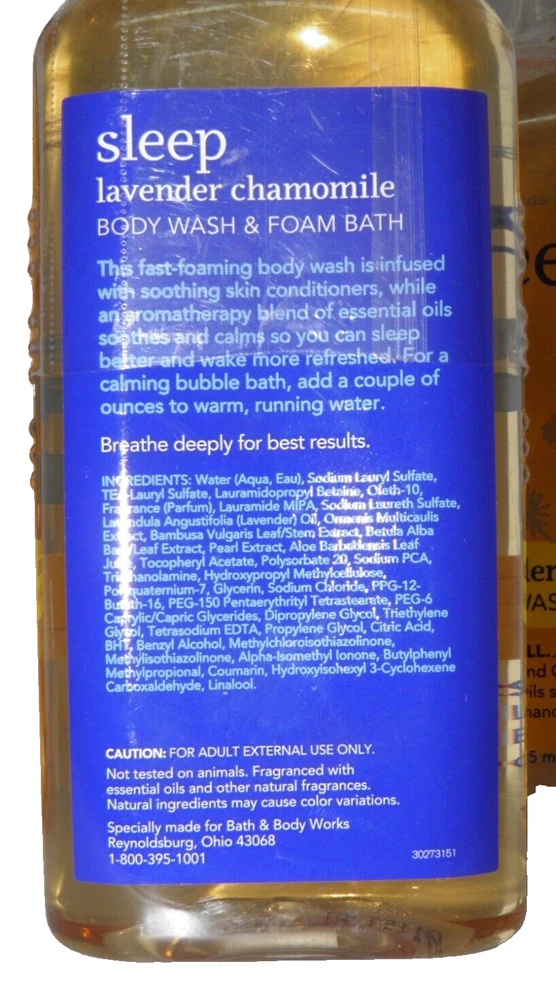 sleep
lavender chamomile
BODY WASH & FOAM BATH
This fast-foaming body wash is infused
with soothing skin conditioners, while
an aromatherapy blend of essential oils
soothes and calms so you can sleep
better and wake more refreshed. For a
calming bubble bath, add a couple of
ounces to warm, running water.
Breathe deeply for best results.
INGREDIENTS: Water (Aqua, Eau), Sodium Lauryl Sulfate,
TEA-Lauryl Sulfate, Lauramidopropyl Betaine, Oleth-10,
Fragrance (Parfum), Lauramide MIPA, Sodium Laureth Sulfate,
Lavandula Angustifolia (Lavender) Oil, Ormenis Multicaulis
Extract, Bambusa Vulgaris Leaf/Stem Extract, Betula Alba
Bark/Leaf Extract, Pearl Extract, Aloe Barbadensis Leaf
Juice, Tocopheryl Acetate, Polysorbate 20, Sodium PCA,
Triethanolamine, Hydroxypropyl Methylcellulose,
Polyquaternium-7, Glycerin, Sodium Chloride, PPG-12-
Buteth-16, PEG-150 Pentaerythrityl Tetrastearate, PEG-6
Caprylic/Capric Glycerides, Dipropylene Glycol, Triethylene
Glycol, Tetrasodium EDTA, Propylene Glycol, Citric Acid,
BHT, Benzyl Alcohol, Methylchloroisothiazolinone,
Methylisothiazolinone, Alpha-Isomethyl Ionone, Butylphenyl
Methylpropional, Coumarin, Hydroxyisohexyl 3-Cyclohexene
Carboxaldehyde, Linalool.
CAUTION: FOR ADULT EXTERNAL USE ONLY.
Not tested on animals. Fragranced with
essential oils and other natural fragrances.
Natural ingredients may cause color variations.
Specially made for Bath & Body Works
Reynoldsburg, Ohio 43068
1-800-395-1001
30273151